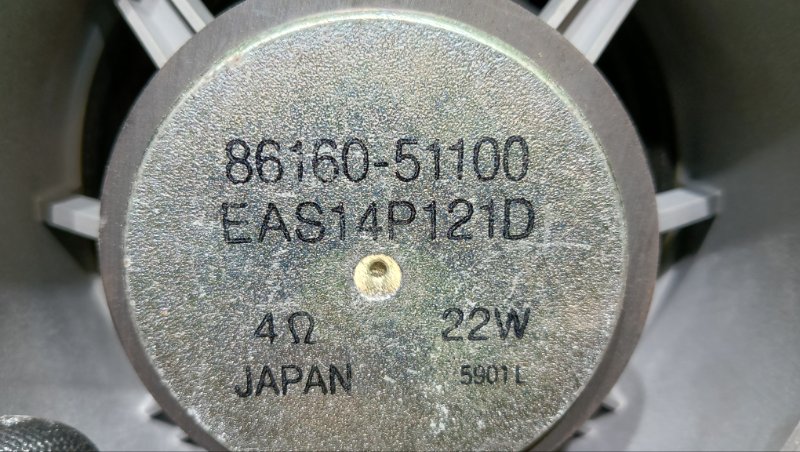 86160-51100
EAS14P121D
4Ω 22W
JAPAN 5901L